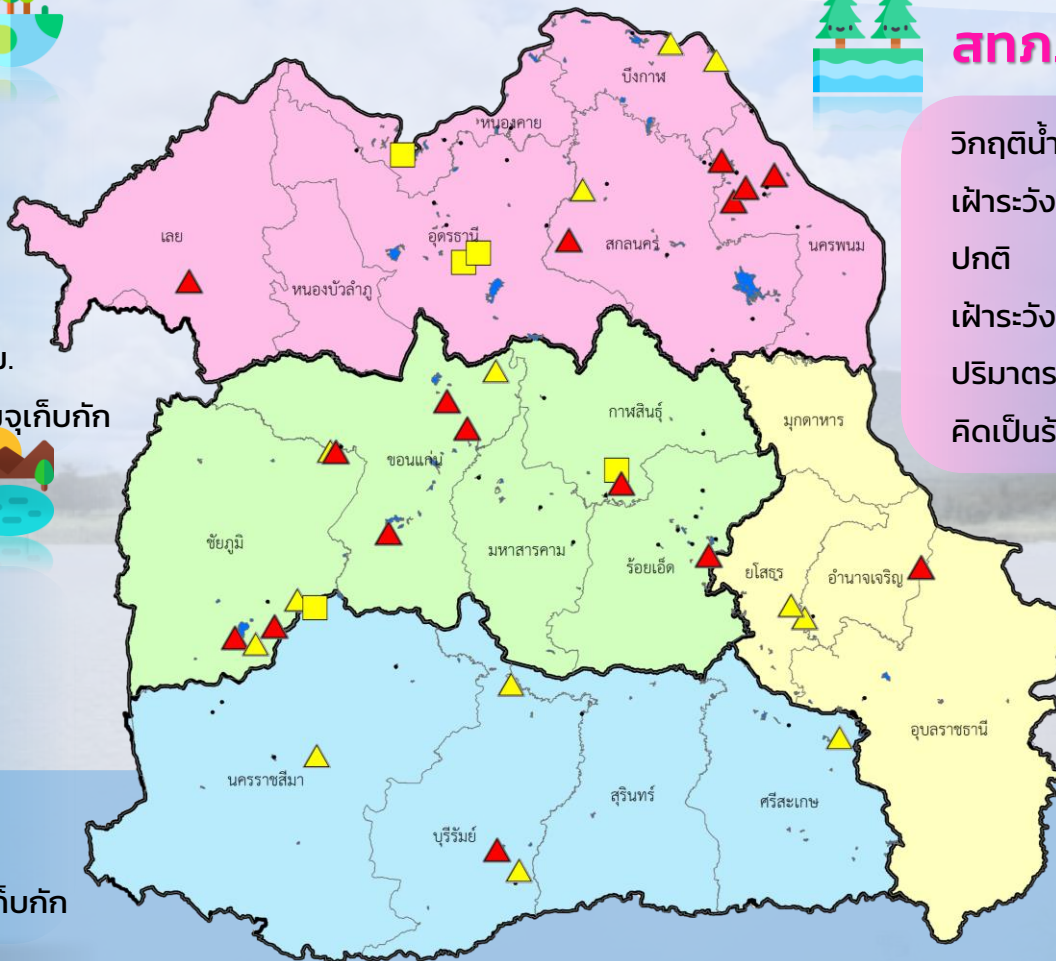 สทภ.
วิกฤติน้ำ
เฝ้าระวัง
ปกติ
เฝ้าระวัง
ปริมาตร
คิดเป็นร้
ม.
จุเก็บกัก
ก็บกัก
บึงกาฬ
หนองคาย
เลย
อุดรธานี
สกลนคร
นครพนม
หนองบัวลำภู
กาฬสินธุ์
มุกดาหาร
ขอนแก่น
ชัยภูมิ
มหาสารคาม
ร้อยเอ็ด
ยโสธร
อำนาจเจริญ
อุบลราชธานี
นครราชสีมา
สุรินทร์
ศรีสะเกษ
บุรีรัมย์